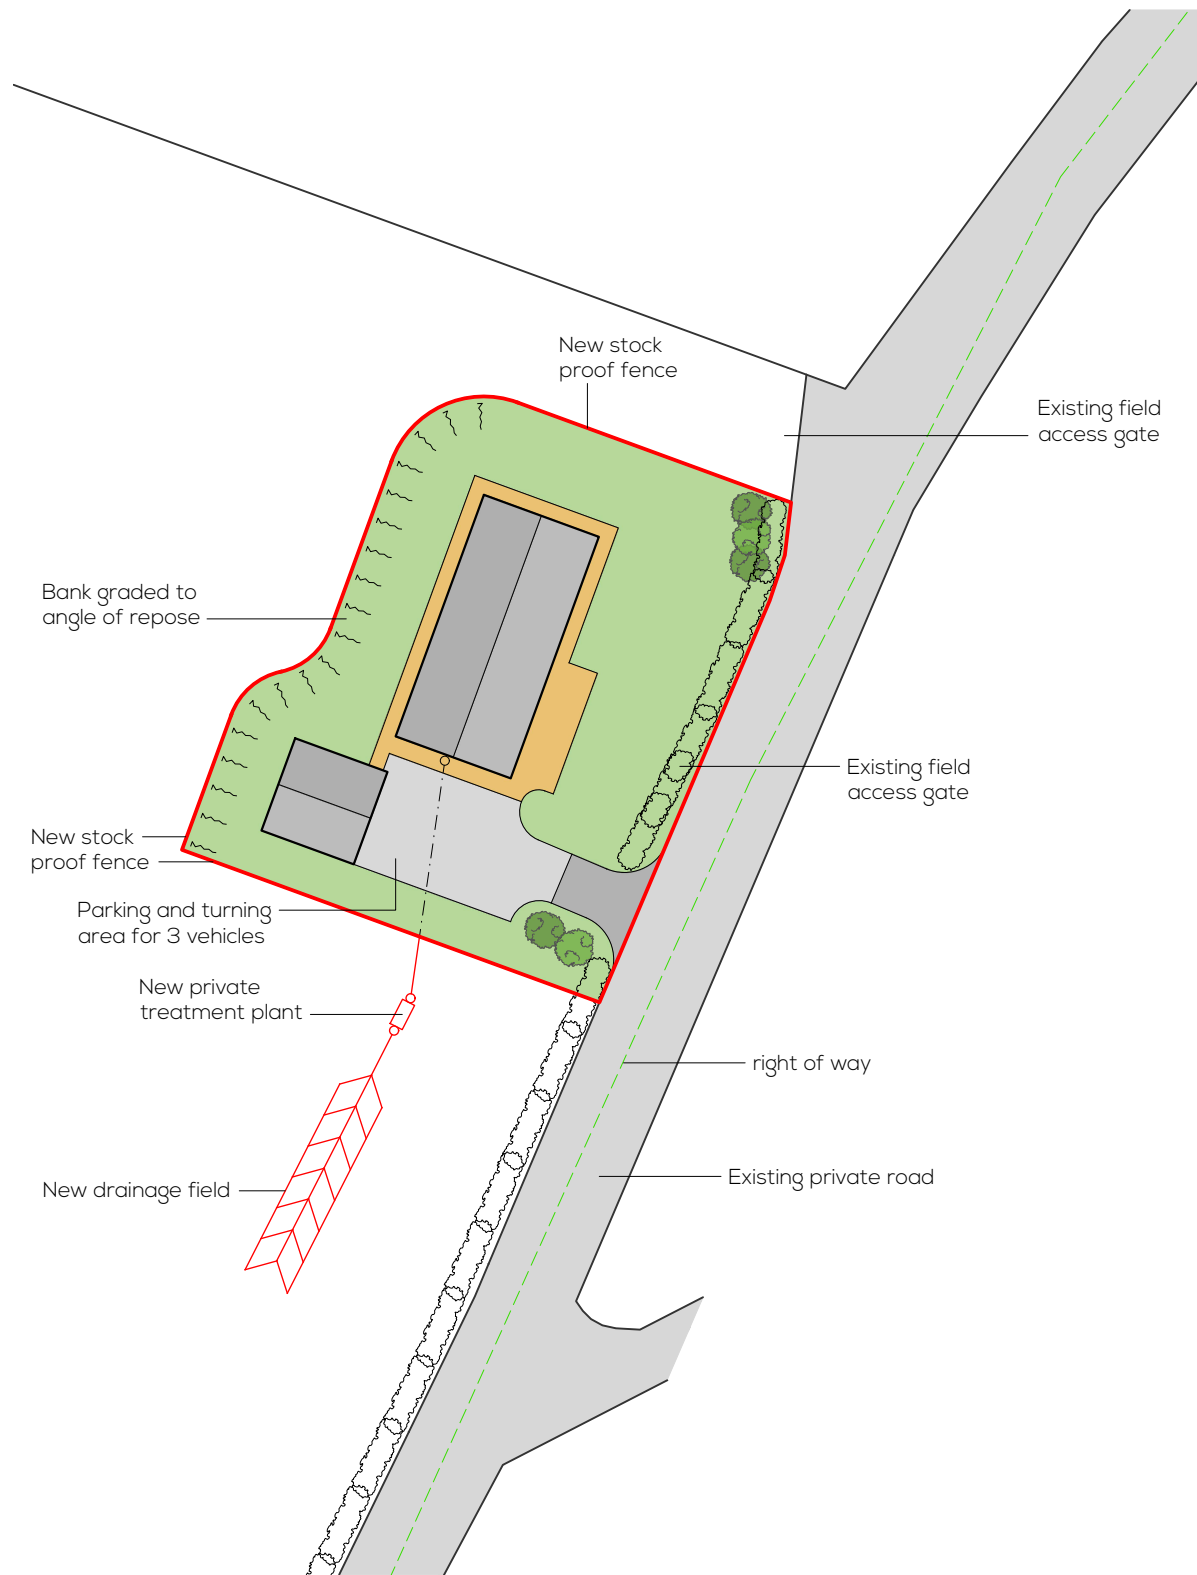 New stock
proof fence
Existing field
access gate
Bank graded to
angle of repose
Existing field
access gate
New stock
proof fence
Parking and turning
area for 3 vehicles
New private
treatment plant
right of way
Existing private road
New drainage field